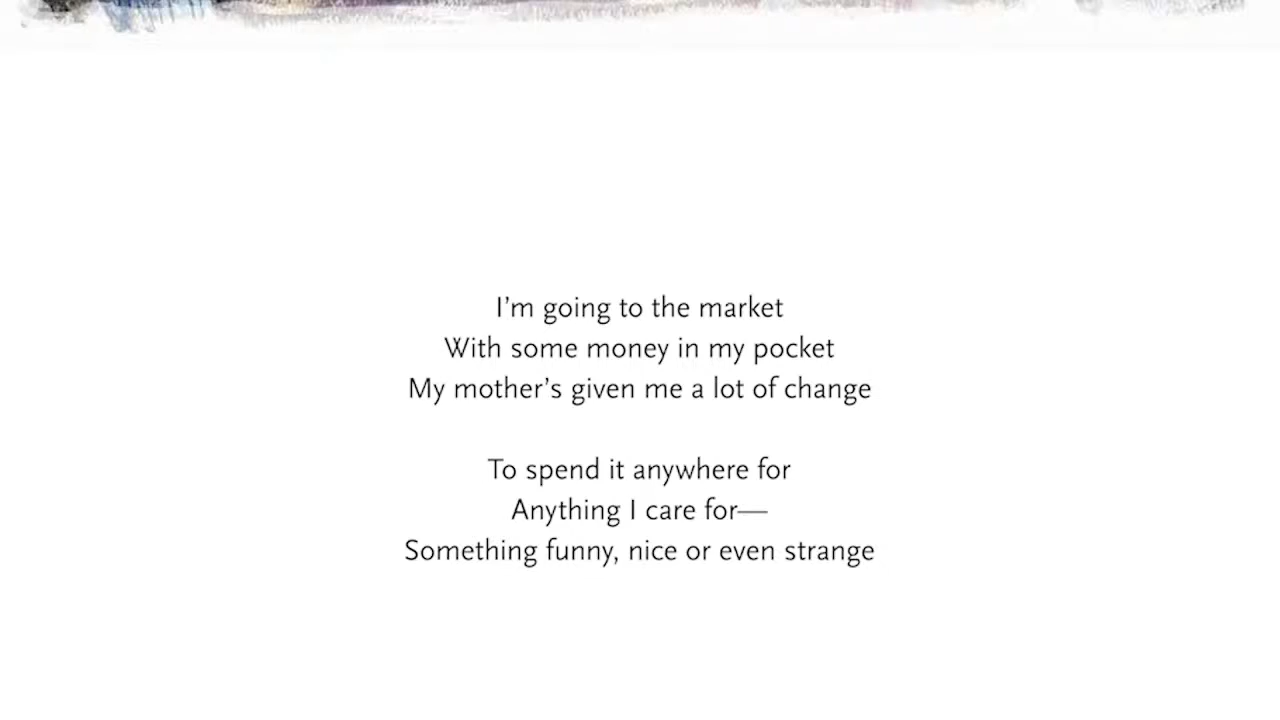 I'm going to the market
With some money in my pocket
My mother's given me a lot of change
To spend it anywhere for
Anything I care for—
Something funny, nice or even strange